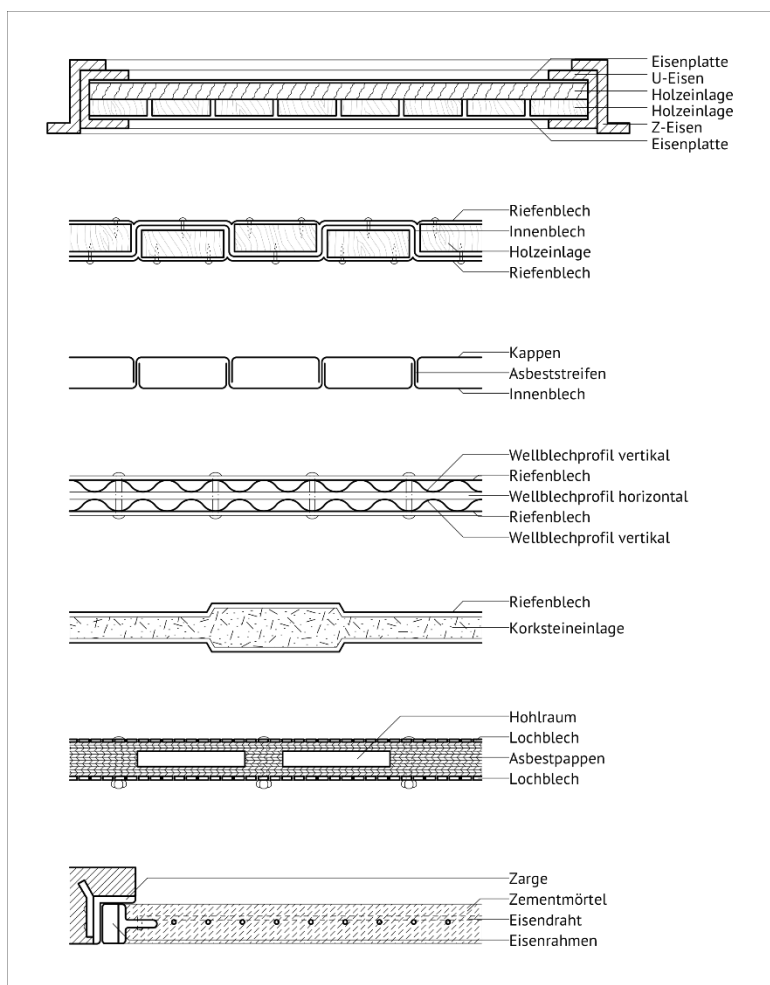 Eisenplatte
U-Eisen
Holzeinlage
Holzeinlage
Z-Eisen
Eisenplatte
Riefenblech
Innenblech
Holzeinlage
Riefenblech
Kappen
Asbeststreifen
Innenblech
Wellblechprofil vertikal
Riefenblech
Wellblechprofil horizontal
Riefenblech
Wellblechprofil vertikal
Riefenblech
Korksteineinlage
Hohlraum
Lochblech
Asbestpappen
Lochblech
Zarge
Zementmörtel
Eisendraht
Eisenrahmen